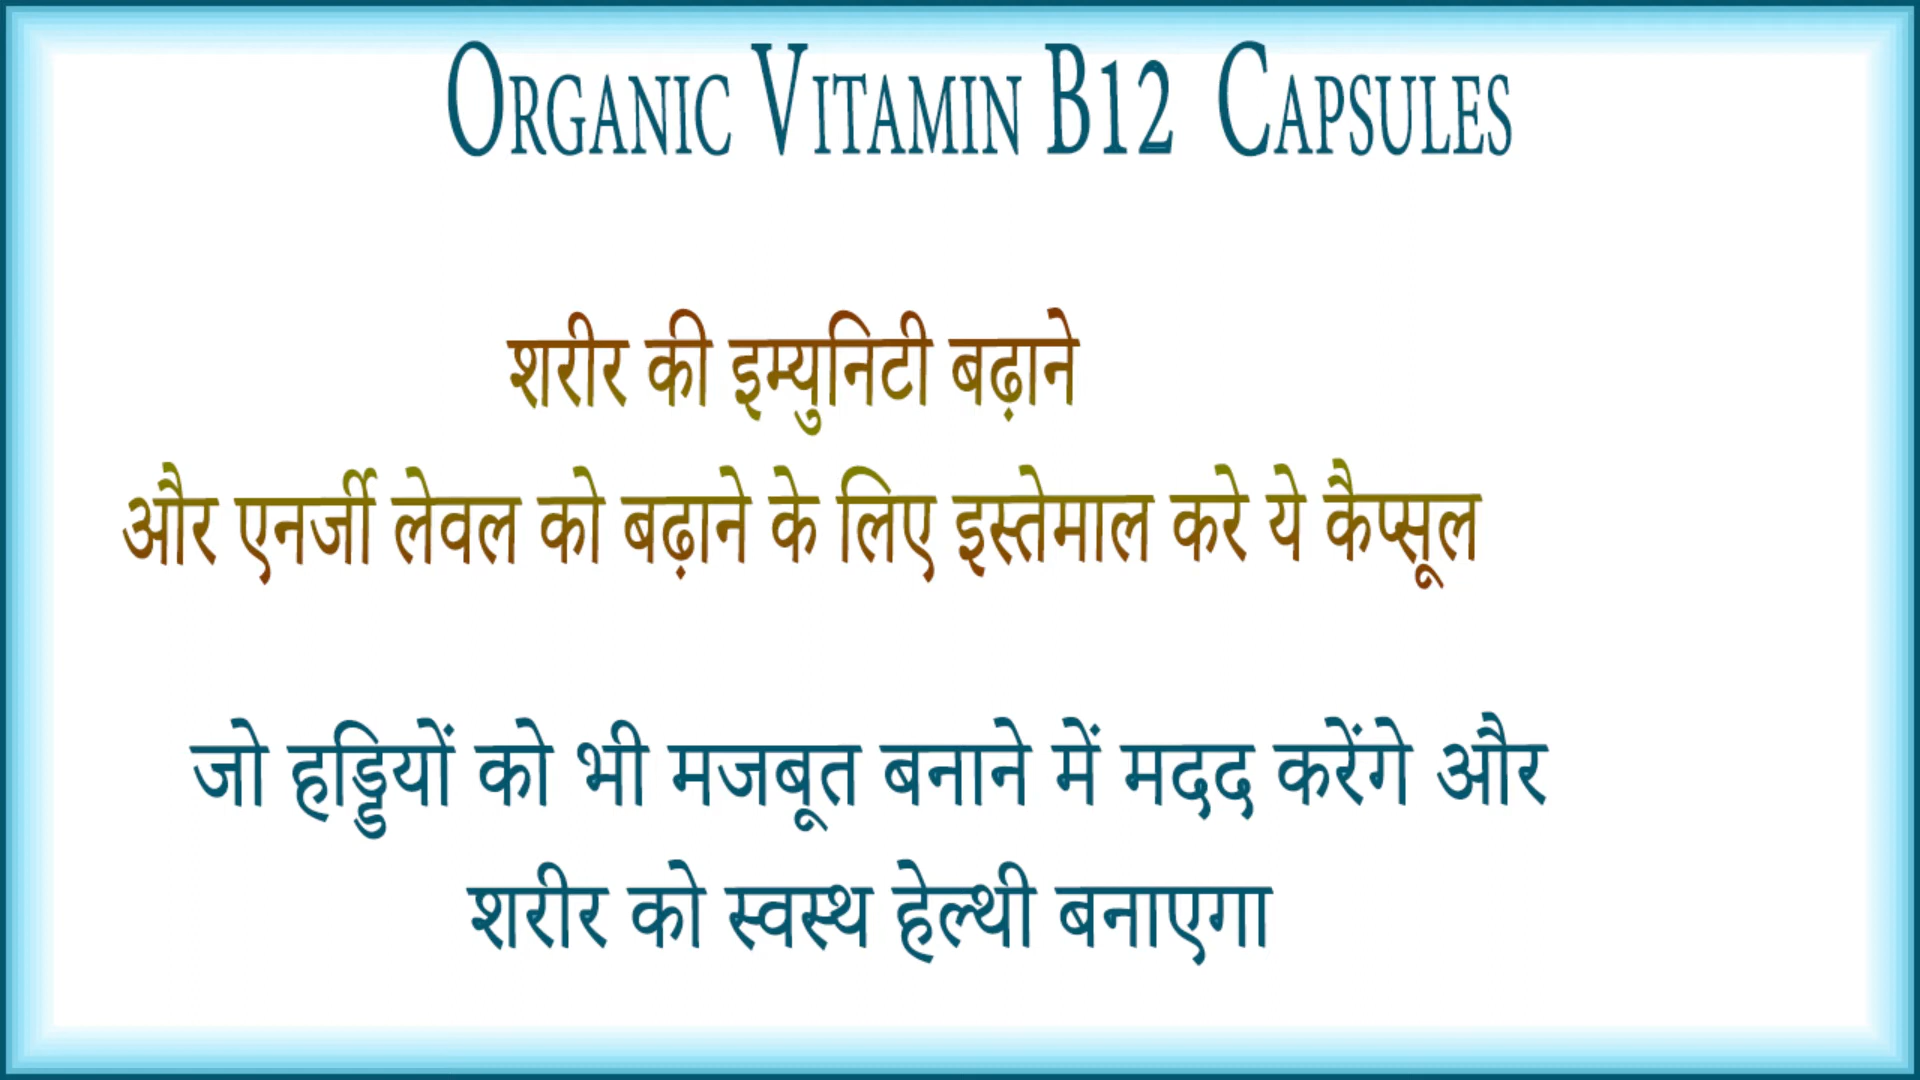 Organic Vitamin B12 Capsules
शरीर की इम्युनिटी बढ़ाने
और एनर्जी लेवल को बढ़ाने के लिए इस्तेमाल करे ये कैप्सूल
जो हड्डियों को भी मजबूत बनाने में मदद करेंगे और
शरीर को स्वस्थ हेल्थी बनाएगा